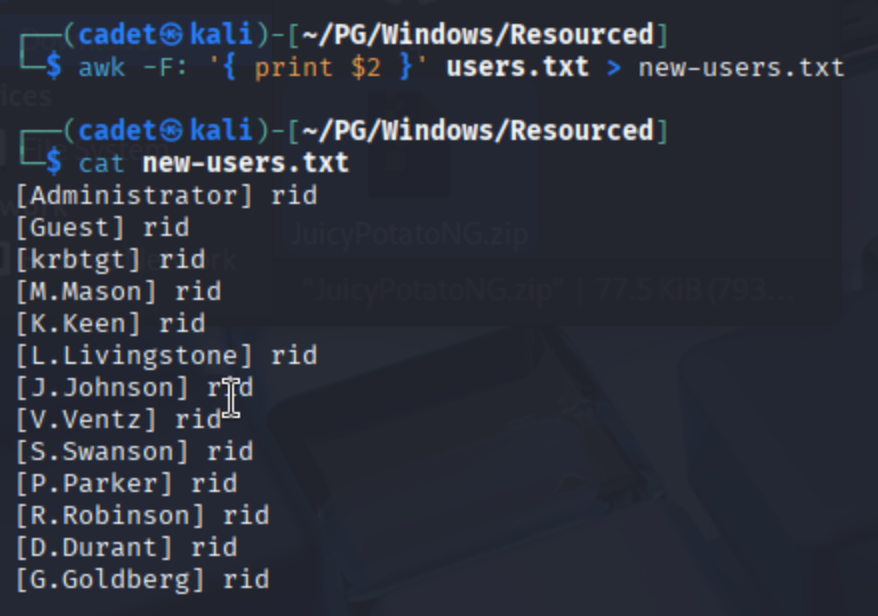 ┌──(cadet㉿kali)-[~/PG/Windows/Resourced]
└─$ awk -F: '{ print $2 }' users.txt > new-users.txt
ices
┌──(cadet㉿kali)-[~/PG/Windows/Resourced]
└─$ cat new-users.txt
[Administrator] rid
[Guest] rid
JuicyPotatoNG.zip
[krbtgt] rid
[M.Mason] rid
"JuicyPotatoNG.zip" | 77.5 KiB (793...
[K.Keen] rid
[L.Livingstone] rid
[J.Johnson] rid
[V.Ventz] rid
[S.Swanson] rid
[P.Parker] rid
[R.Robinson] rid
[D.Durant] rid
[G.Goldberg] rid